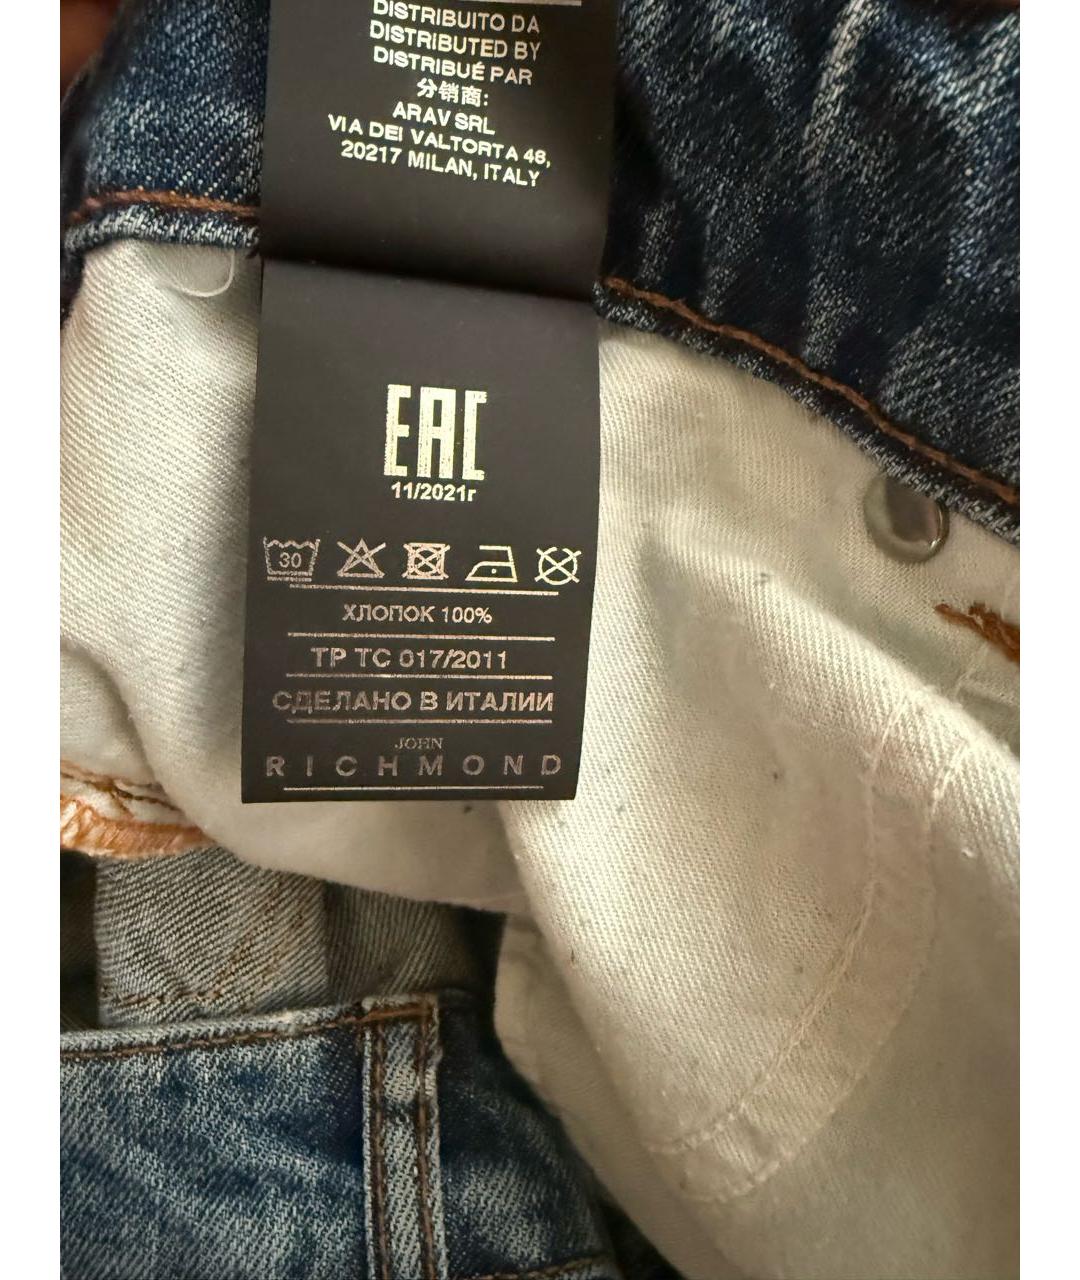 DISTRIBUITO DA
DISTRIBUTED BY
DISTRIBUÉ PAR
分销商:
ARAV SRL
VIA DEI VALTORTA 48,
20217 MILAN, ITALY
EAC
11/2021г
30
ХЛОПОК 100%
ТР ТС 017/2011
СДЕЛАНО В ИТАЛИИ
JOHN
RICHMOND